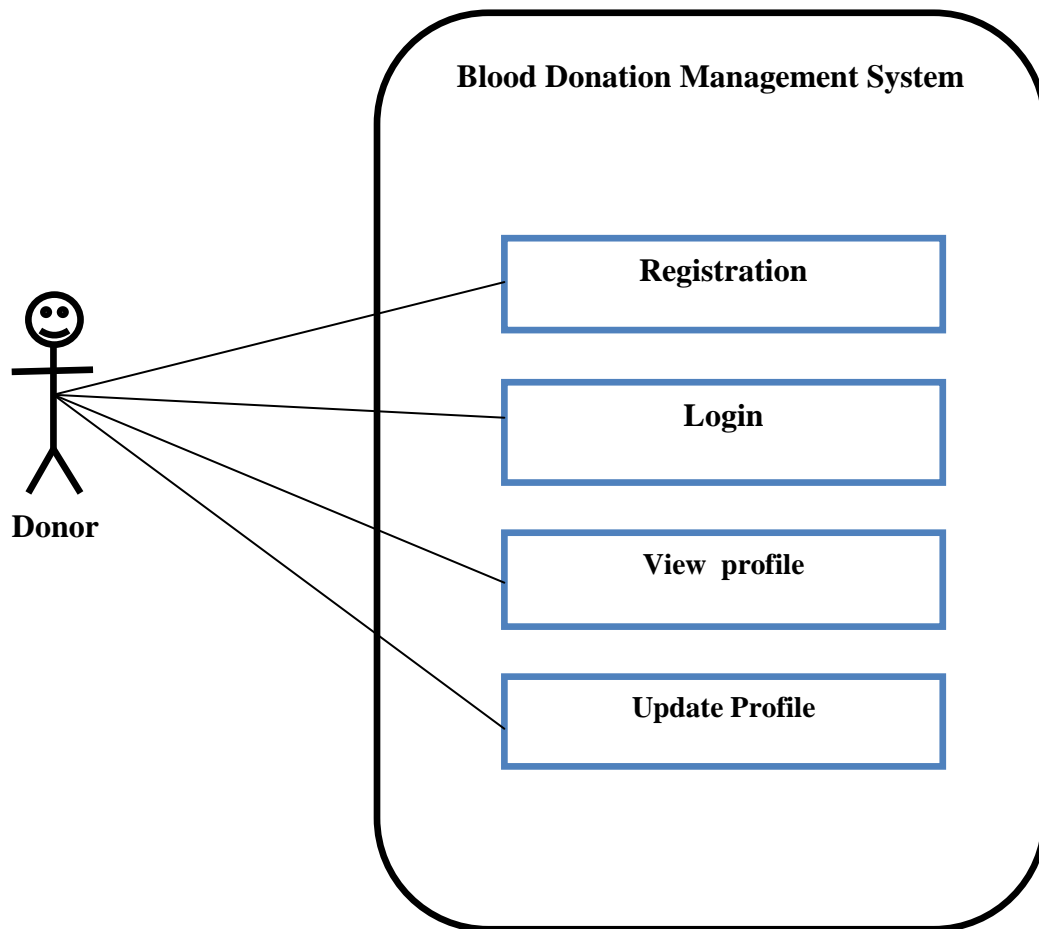 Blood Donation Management System
Registration
Login
Donor
View profile
Update Profile